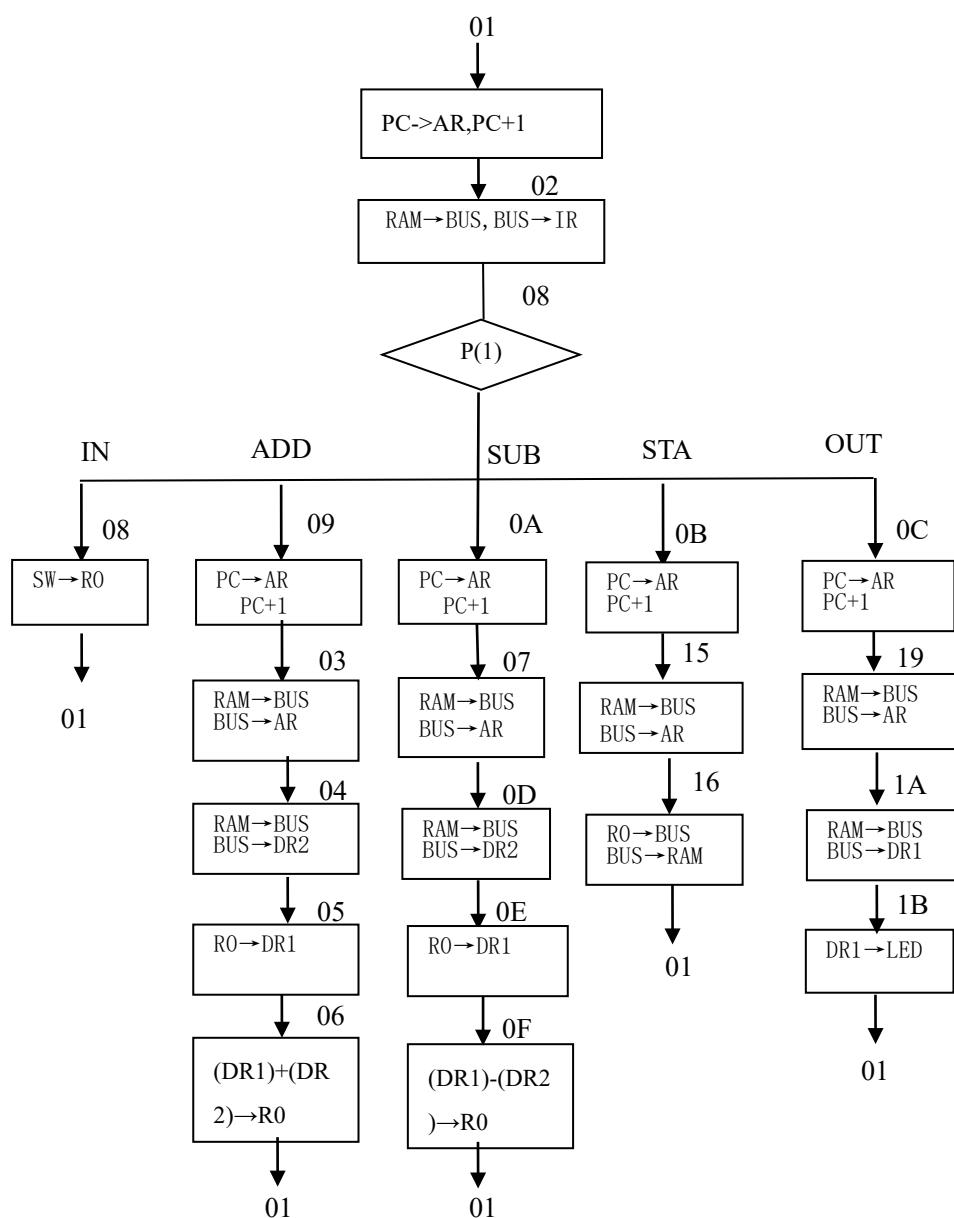 01
PC->AR,PC+1
02
RAM→BUS,BUS→IR
08
P(1)
IN
ADD
SUB
STA
OUT
08
09
0A
0B
0C
SW→RO
PC→AR
PC+1
PC→AR
PC+1
PC→AR
PC+1
PC→AR
PC+1
01
03
07
15
19
RAM→BUS
BUS→AR
RAM→BUS
BUS→AR
RAM→BUS
BUS→AR
RAM→BUS
BUS→AR
04
0D
16
1A
RAM→BUS
BUS→DR2
RAM→BUS
BUS→DR2
RO→BUS
BUS→RAM
RAM→BUS
BUS→DR1
05
0E
01
1B
RO→DR1
RO→DR1
DR1→LED
06
0F
01
(DR1)+(DR
2)→R0
(DR1)-(DR2
)→R0
01
01